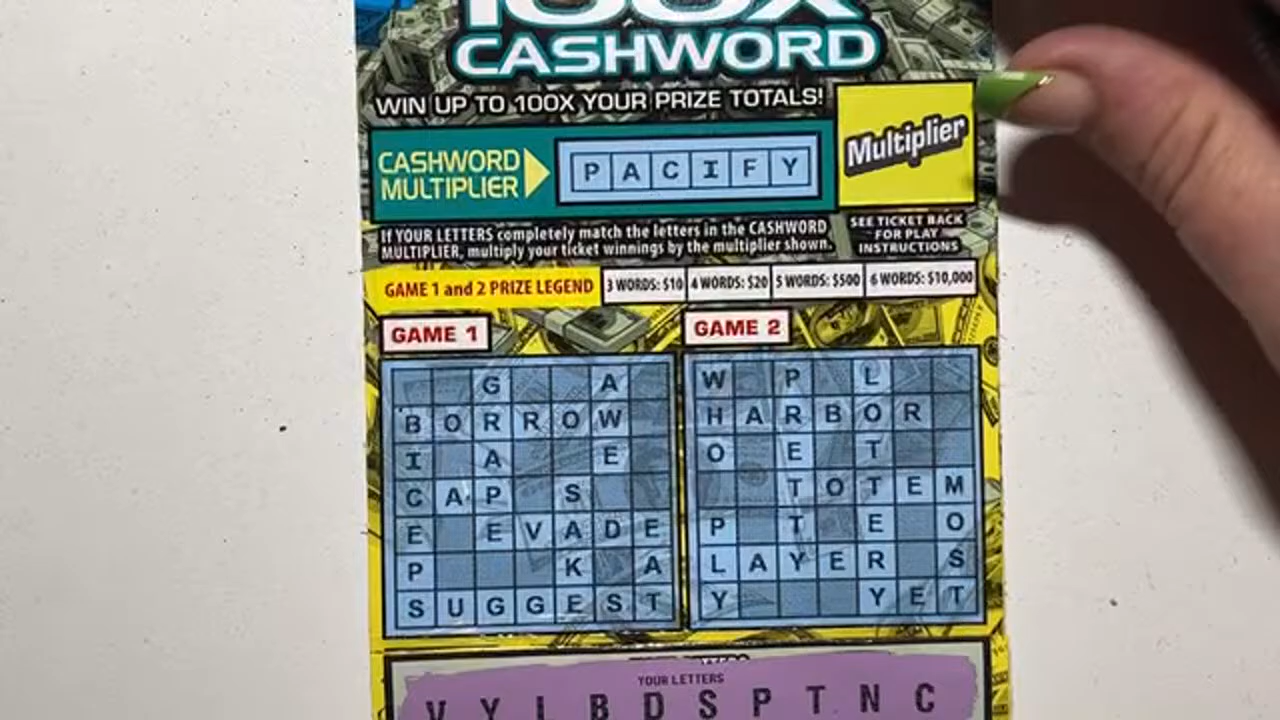 100X
CASHWORD
WIN UP TO 100X YOUR PRIZE TOTALS!
CASHWORD
MULTIPLIER
P A C I F Y
Multiplier
If YOUR LETTERS completely match the letters in the CASHWORD
MULTIPLIER, multiply your ticket winnings by the multiplier shown.
SEE TICKET BACK
FOR PLAY
INSTRUCTIONS
GAME 1 and 2 PRIZE LEGEND 3 WORDS: $10 4 WORDS: $20 5 WORDS: $500 6 WORDS: $10,000
GAME 1
G A
B O R R O W
I A E
C A P S
E E V A D E
P K A
S U G G E S T
GAME 2
W P L
H A R B O R
O E T
T O T E M
P T E O
L A Y E R S
Y Y E T
YOUR LETTERS
V Y L B D S P T N C